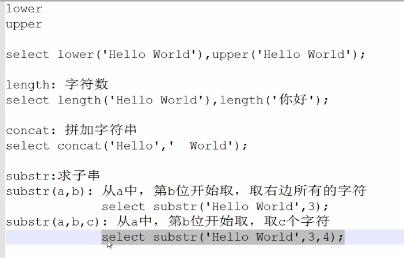 lower
upper
select lower('Hello World'),upper('Hello World');
length: 字符数
select length('Hello World'),length('你好');
concat: 拼加字符串
select concat('Hello','  World');
substr:求子串
substr(a,b): 从a中，第b位开始取，取右边所有的字符
select substr('Hello World',3);
substr(a,b,c): 从a中，第b位开始取，取c个字符
select substr('Hello World',3,4);